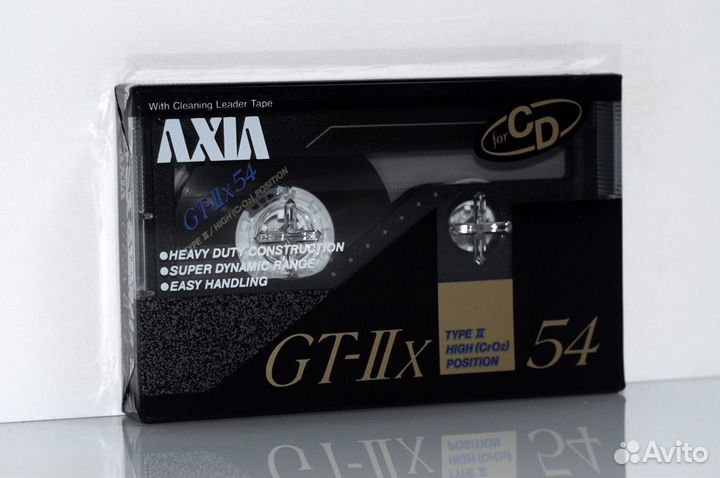 With Cleaning Leader Tape
AXIA
for CD
GT-IIx 54
TYPE II / HIGH (CrO2) POSITION
●HEAVY DUTY CONSTRUCTION
●SUPER DYNAMIC RANGE
●EASY HANDLING
GT-IIx
TYPE II
HIGH (CrO2)
POSITION
54
Avito